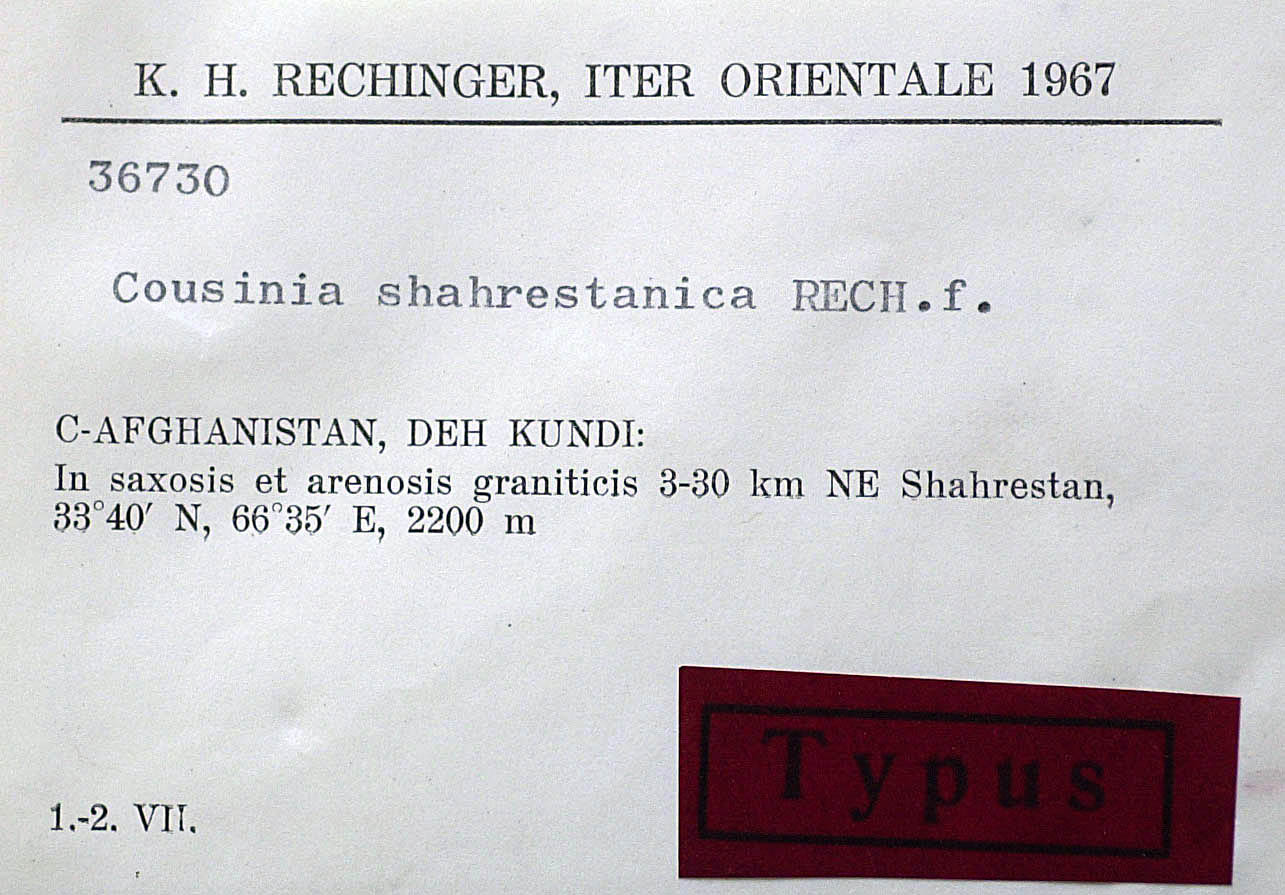 K. H. RECHINGER, ITER ORIENTALE 1967
36730
Cousinia shahrestanica RECH.f.
C-AFGHANISTAN, DEH KUNDI:
In saxosis et arenosis graniticis 3-30 km NE Shahrestan,
33°40′ N, 66°35′ E, 2200 m
Typus
1.-2. VII.